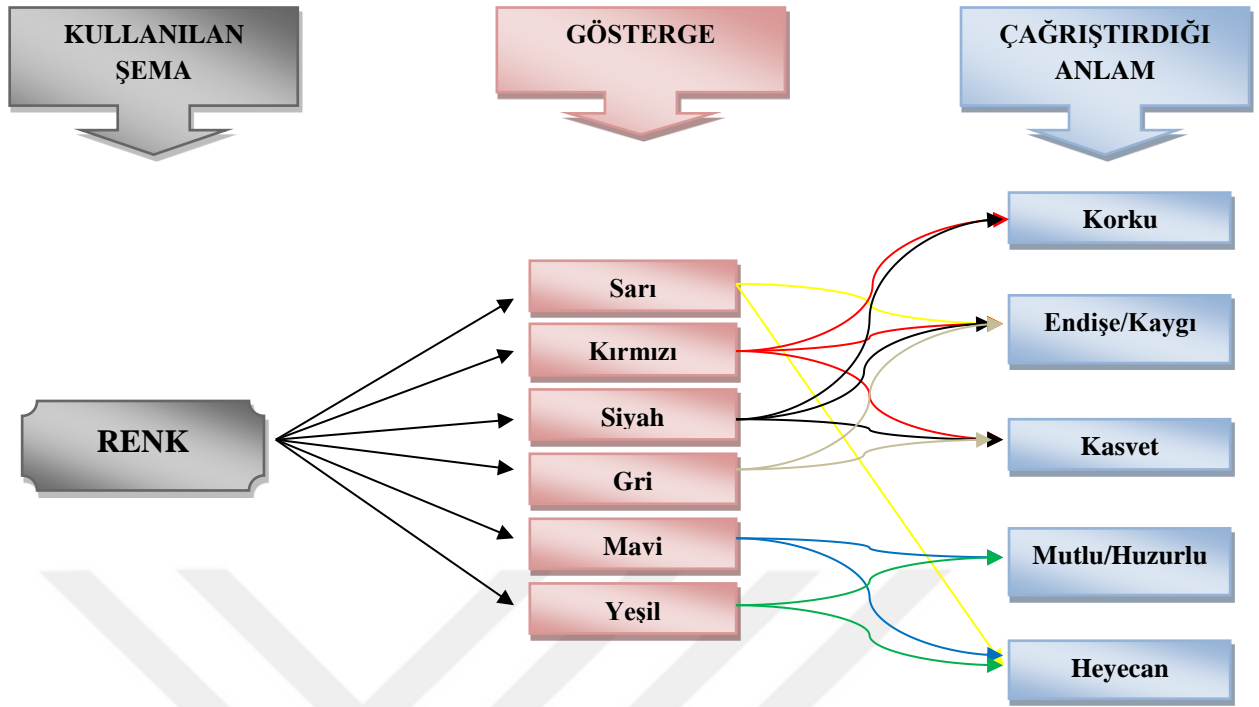 KULLANILAN
ŞEMA
GÖSTERGE
ÇAĞRIŞTIRDIĞI
ANLAM
RENK
Sarı
Kırmızı
Siyah
Gri
Mavi
Yeşil
Korku
Endişe/Kaygı
Kasvet
Mutlu/Huzurlu
Heyecan